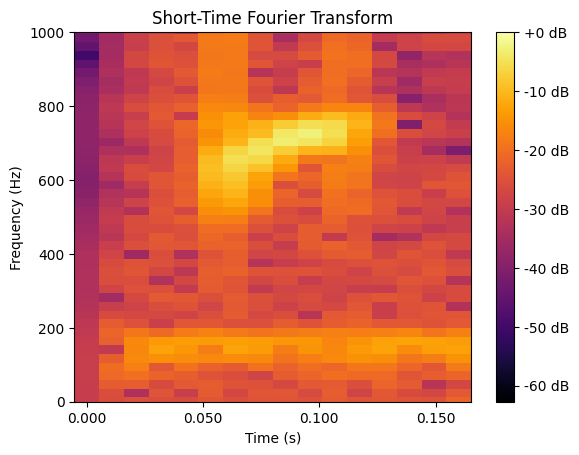 Short-Time Fourier Transform
1000
800
600
400
200
0
Frequency (Hz)
0.000
0.050
0.100
0.150
Time (s)
+0 dB
-10 dB
-20 dB
-30 dB
-40 dB
-50 dB
-60 dB